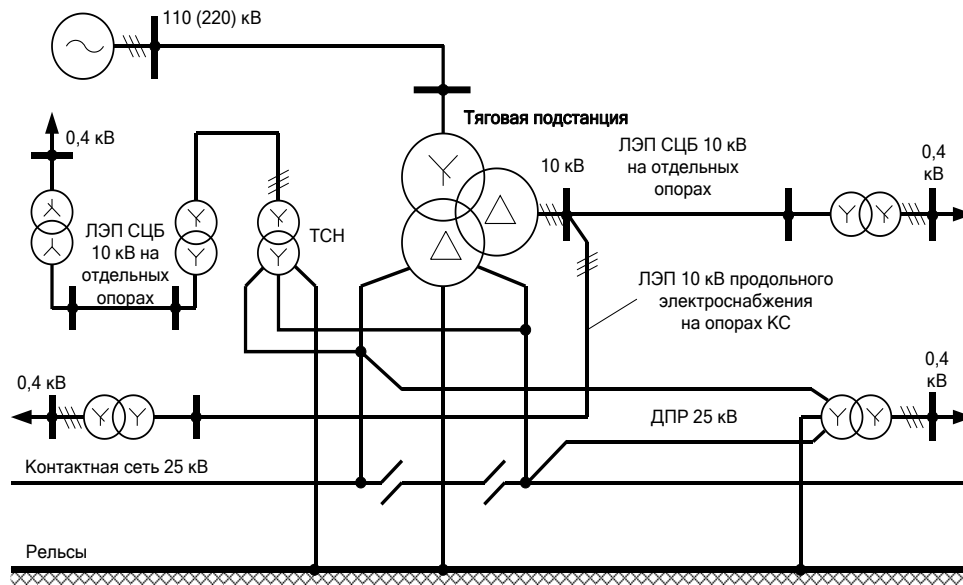 110 (220) кВ
Тяговая подстанция
0,4 кВ
ЛЭП СЦБ 10 кВ
на отдельных
опорах
10 кВ
0,4
кВ
ТСН
ЛЭП СЦБ
10 кВ на
отдельных
опорах
ЛЭП 10 кВ продольного
электроснабжения
на опорах КС
0,4 кВ
0,4
кВ
ДПР 25 кВ
Контактная сеть 25 кВ
Рельсы